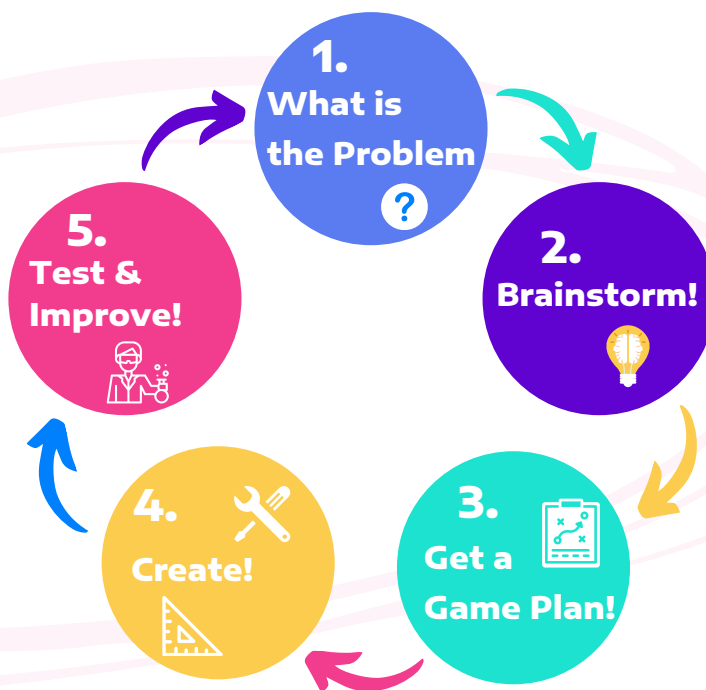 1.
What is
the Problem
?
2.
Brainstorm!
3.
Get a
Game Plan!
4.
Create!
5.
Test &
Improve!